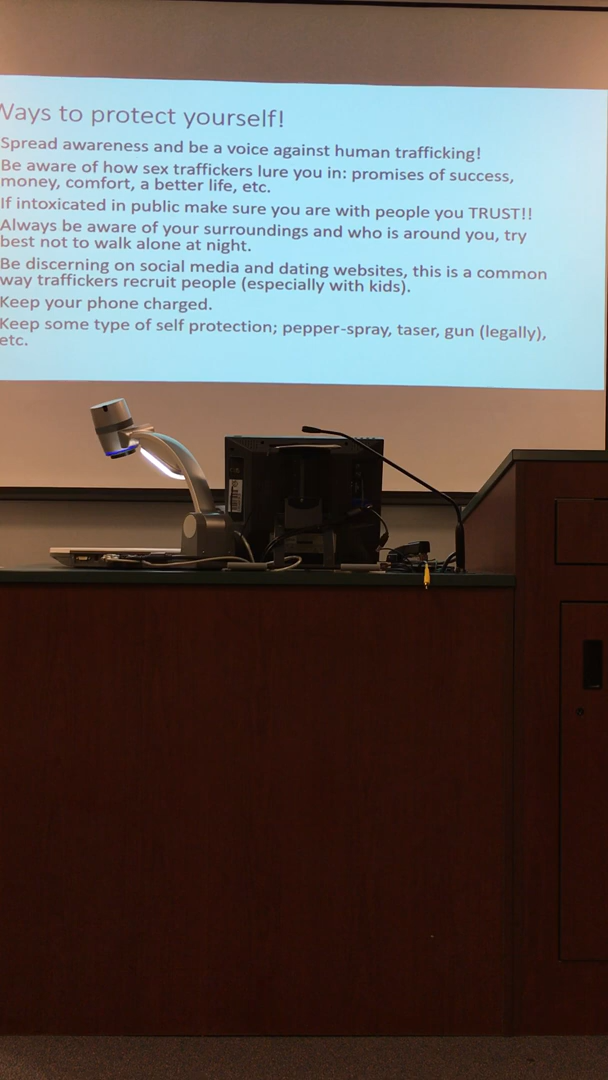 Ways to protect yourself!
Spread awareness and be a voice against human trafficking!
Be aware of how sex traffickers lure you in: promises of success,
money, comfort, a better life, etc.
If intoxicated in public make sure you are with people you TRUST!!
Always be aware of your surroundings and who is around you, try
best not to walk alone at night.
Be discerning on social media and dating websites, this is a common
way traffickers recruit people (especially with kids).
Keep your phone charged.
Keep some type of self protection; pepper-spray, taser, gun (legally),
etc.